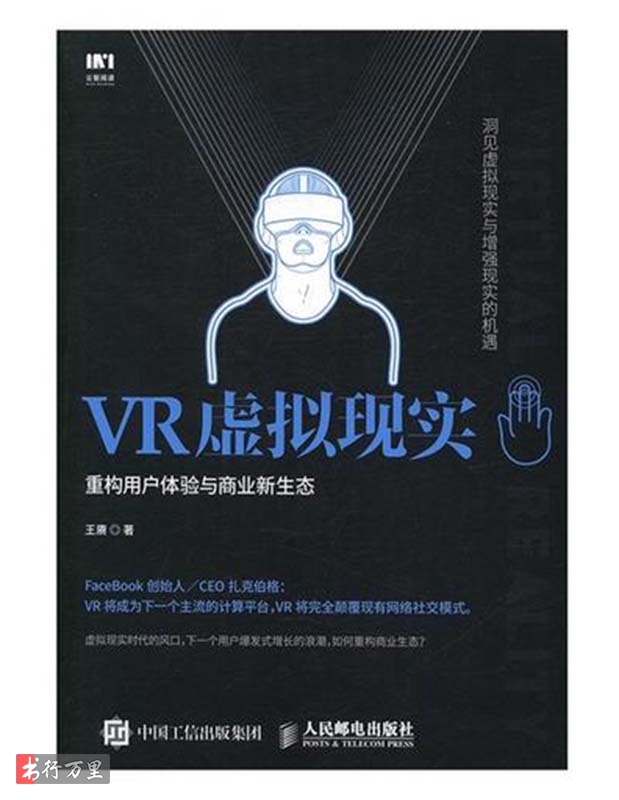 洞见虚拟现实与增强现实的机遇
VIRTUAL REALITY
VR虚拟现实
重构用户体验与商业新生态
王赓◎著
FaceBook 创始人／CEO 扎克伯格：
VR 将成为下一个主流的计算平台，VR 将完全颠覆现有网络社交模式。
虚拟现实时代的风口，下一个用户爆发式增长的浪潮，如何重构商业生态？
中国工信出版集团
人民邮电出版社
POSTS & TELECOM PRESS
书行万里